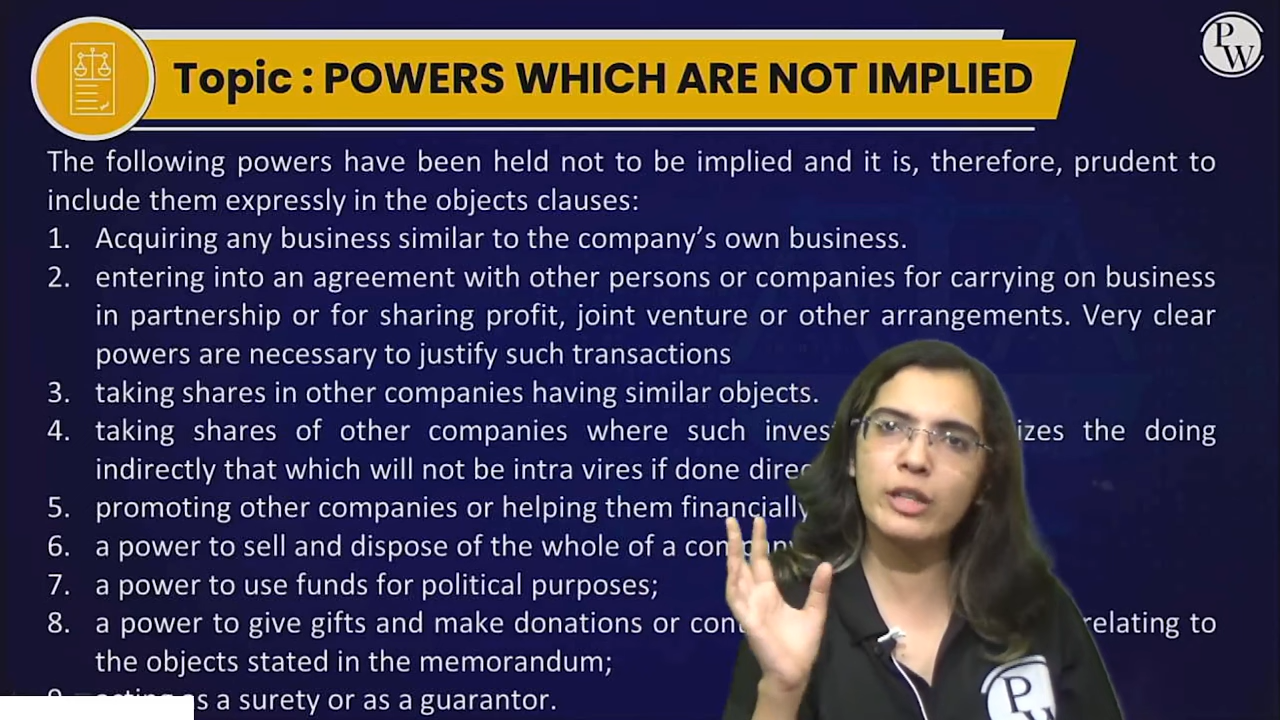 Topic : POWERS WHICH ARE NOT IMPLIED
PW
The following powers have been held not to be implied and it is, therefore, prudent to
include them expressly in the objects clauses:
1. Acquiring any business similar to the company's own business.
2. entering into an agreement with other persons or companies for carrying on business
in partnership or for sharing profit, joint venture or other arrangements. Very clear
powers are necessary to justify such transactions
3. taking shares in other companies having similar objects.
4. taking shares of other companies where such the doing
indirectly that which will not be intra vires if done
5. promoting other companies or helping them financially
6. a power to sell and dispose of the whole of a
7. a power to use funds for political purposes;
8. a power to give gifts and make donations or relating to
the objects stated in the memorandum;
as a surety or as a guarantor.
PW